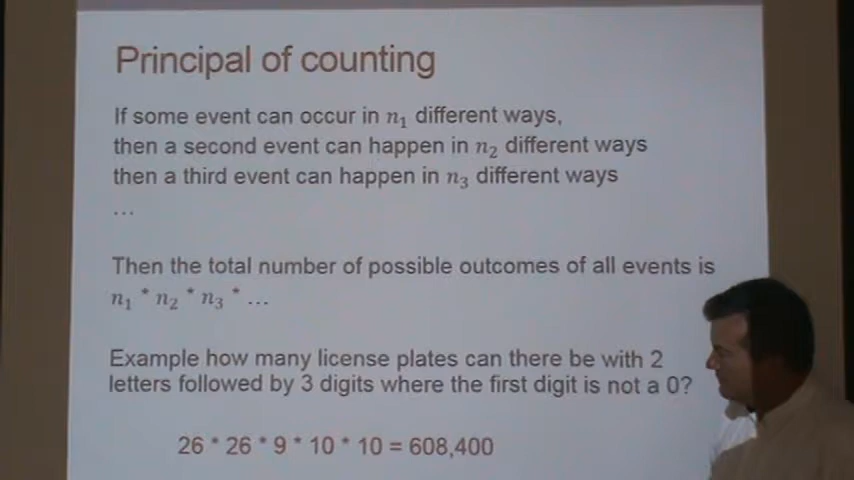 Principal of counting
If some event can occur in n₁ different ways,
then a second event can happen in n₂ different ways
then a third event can happen in n₃ different ways
...
Then the total number of possible outcomes of all events is
n₁ * n₂ * n₃ * ...
Example how many license plates can there be with 2
letters followed by 3 digits where the first digit is not a 0?
26 * 26 * 9 * 10 * 10 = 608,400